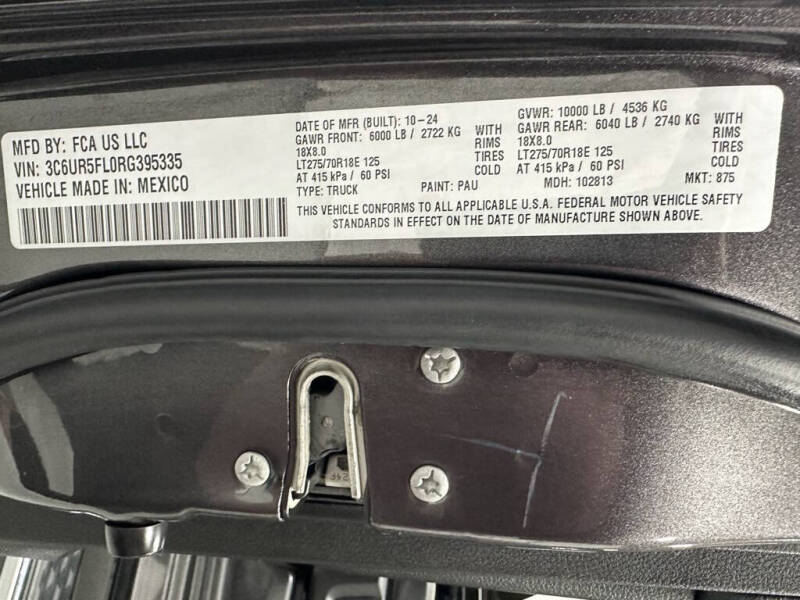 MFD BY: FCA US LLC
VIN: 3C6UR5FL0RG395335
VEHICLE MADE IN: MEXICO
DATE OF MFR (BUILT): 10-24
GAWR FRONT: 6000 LB / 2722 KG
18X8.0
LT275/70R18E 125
AT 415 kPa / 60 PSI
TYPE: TRUCK
WITH
RIMS
TIRES
COLD
PAINT: PAU
GVWR: 10000 LB / 4536 KG
GAWR REAR: 6040 LB / 2740 KG
18X8.0
LT275/70R18E 125
AT 415 kPa / 60 PSI
MDH: 102813
WITH
RIMS
TIRES
COLD
MKT: 875
THIS VEHICLE CONFORMS TO ALL APPLICABLE U.S.A. FEDERAL MOTOR VEHICLE SAFETY
STANDARDS IN EFFECT ON THE DATE OF MANUFACTURE SHOWN ABOVE.